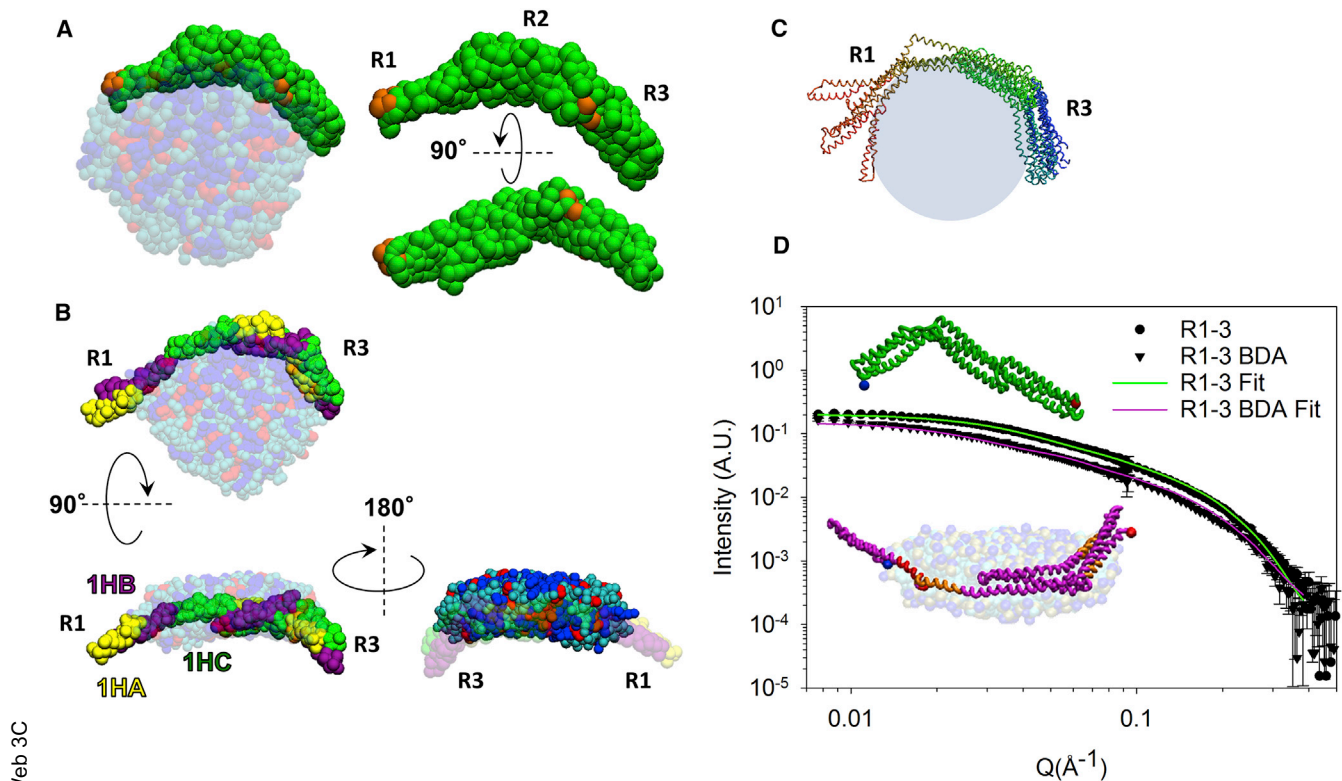 A
R1
R2
R3
90°
B
R1
R3
90°
180°
1HB
R1
1HC
R3
1HA
R3
R1
C
R1
R3
D
10¹
10⁰
10⁻¹
10⁻²
10⁻³
10⁻⁴
10⁻⁵
Intensity (A.U.)
R1-3
R1-3 BDA
R1-3 Fit
R1-3 BDA Fit
0.01
0.1
Q(Å⁻¹)
3C